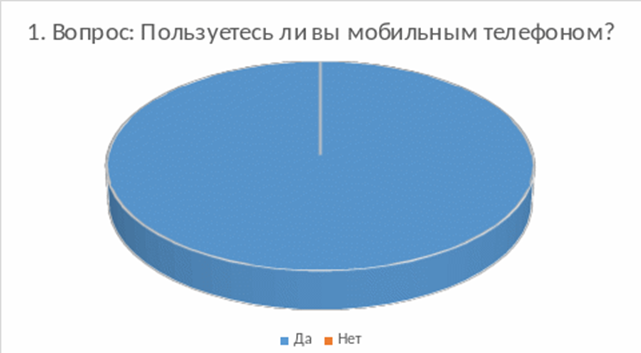 1. Вопрос: Пользуетесь ли вы мобильным телефоном?
Да Нет